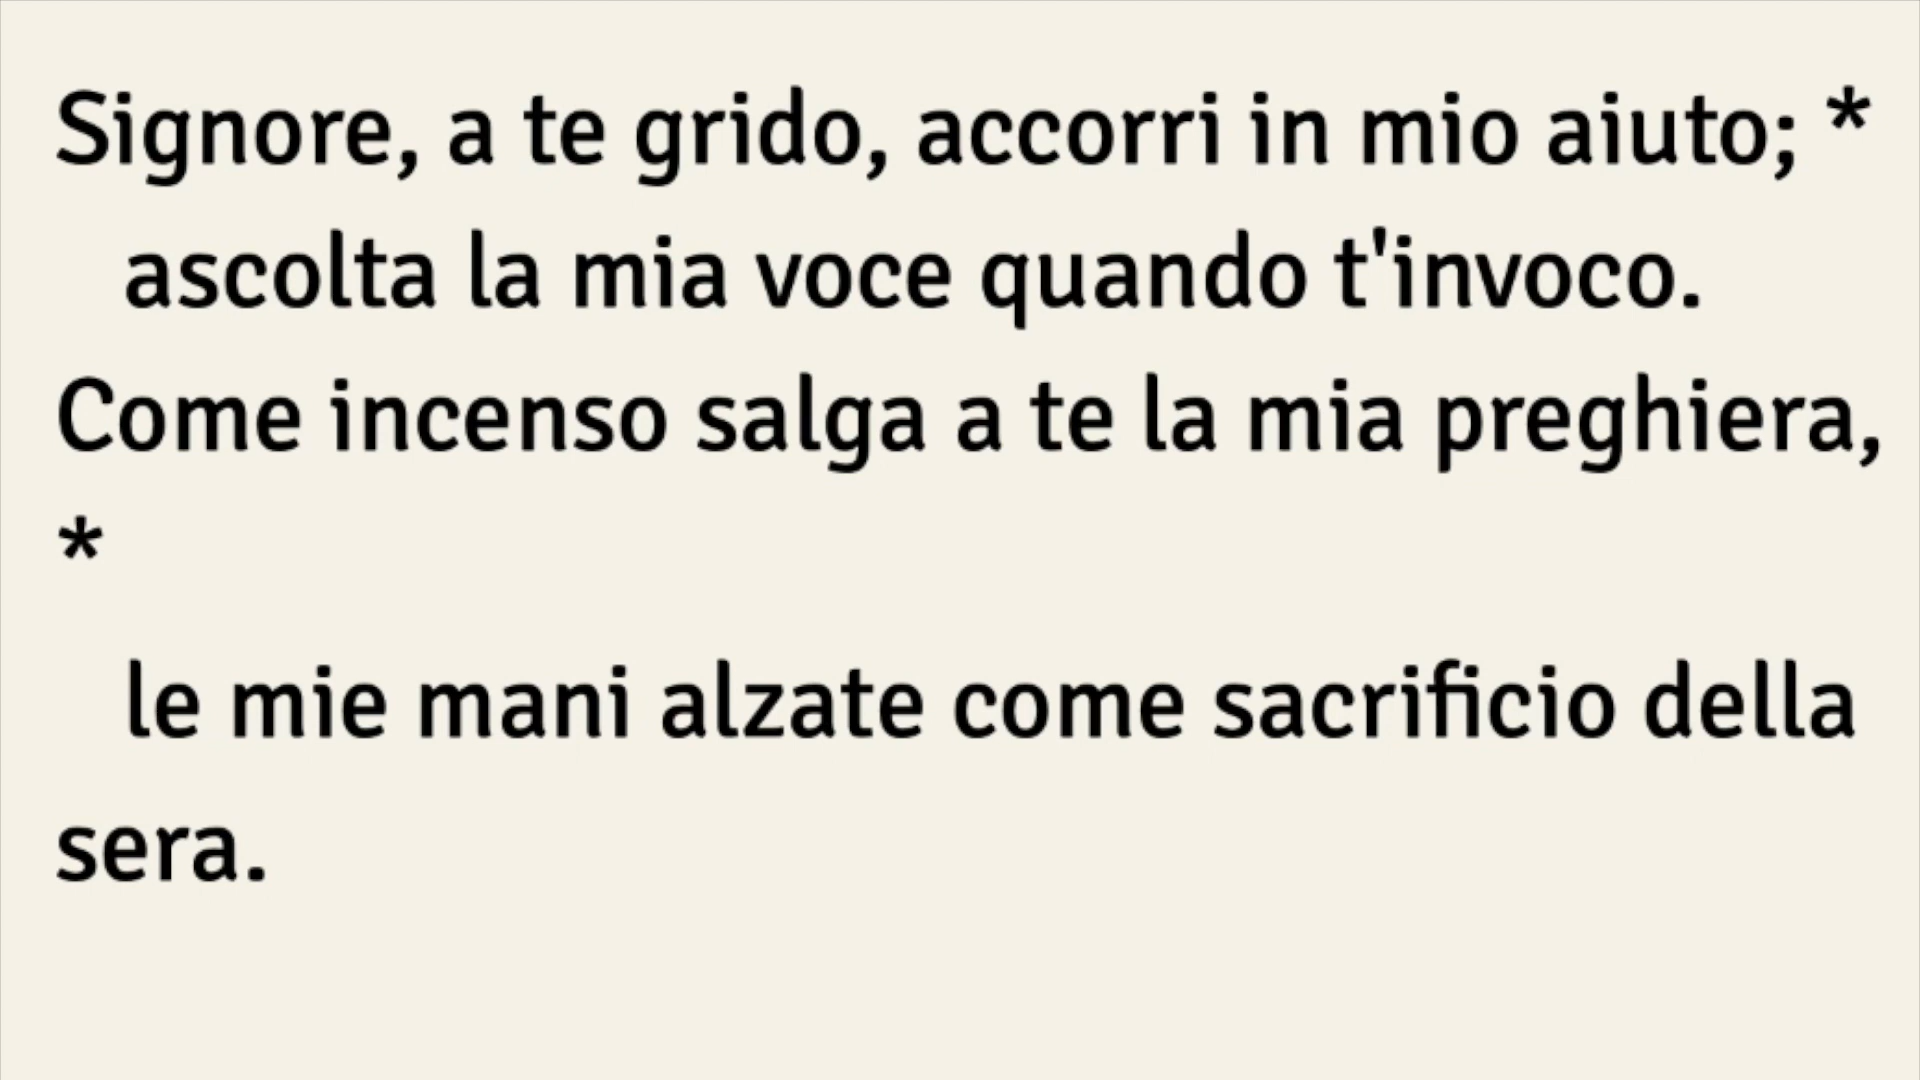 Signore, a te grido, accorri in mio aiuto; *
ascolta la mia voce quando t'invoco.
Come incenso salga a te la mia preghiera,
*
le mie mani alzate come sacrificio della
sera.